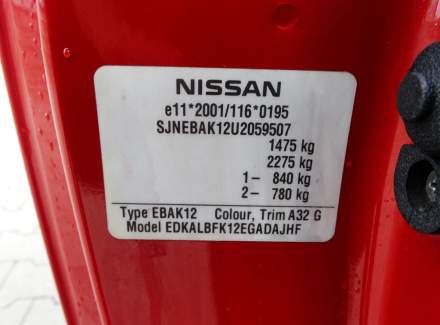 NISSAN
e11*2001/116*0195
SJNEBAK12U2059507
1475 kg
2275 kg
1- 840 kg
2- 780 kg
Type EBAK12 Colour, Trim A32 G
Model EDKALBFK12EGADAJHF